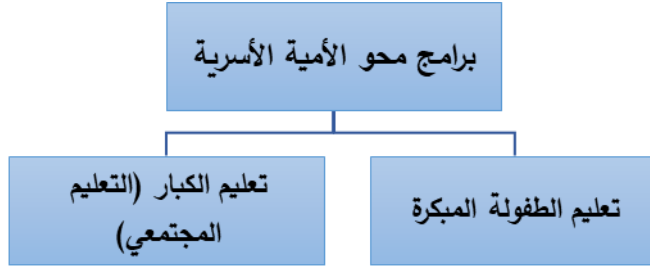 برامج محو الأمية الأسرية
تعليم الطفولة المبكرة
تعليم الكبار (التعليم
المجتمعي)